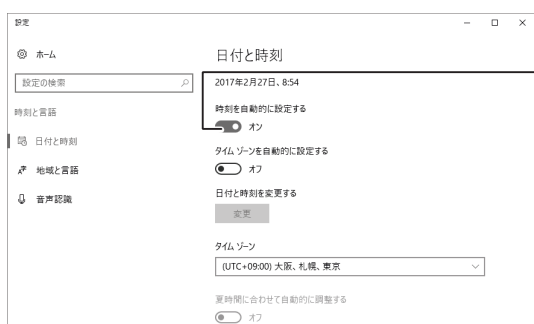 設定
ホーム
設定の検索
時刻と言語
日付と時刻
地域と言語
音声認識
日付と時刻
2017年2月27日、8:54
時刻を自動的に設定する
オン
タイム ゾーンを自動的に設定する
オフ
日付と時刻を変更する
変更
タイム ゾーン
(UTC+09:00) 大阪、札幌、東京
夏時間に合わせて自動的に調整する
オフ